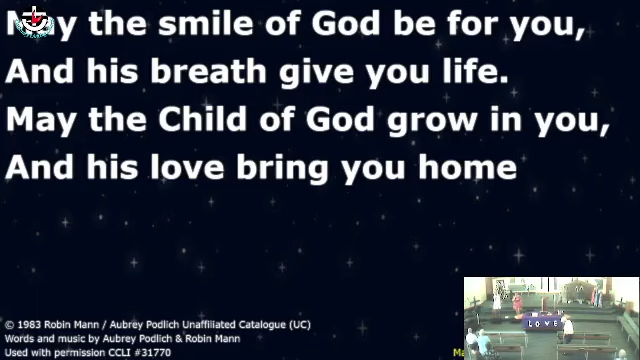 May the smile of God be for you,
And his breath give you life.
May the Child of God grow in you,
And his love bring you home
© 1983 Robin Mann / Aubrey Podlich Unaffiliated Catalogue (UC)
Words and music by Aubrey Podlich & Robin Mann
Used with permission CCLI #31770
Ma
LOVE